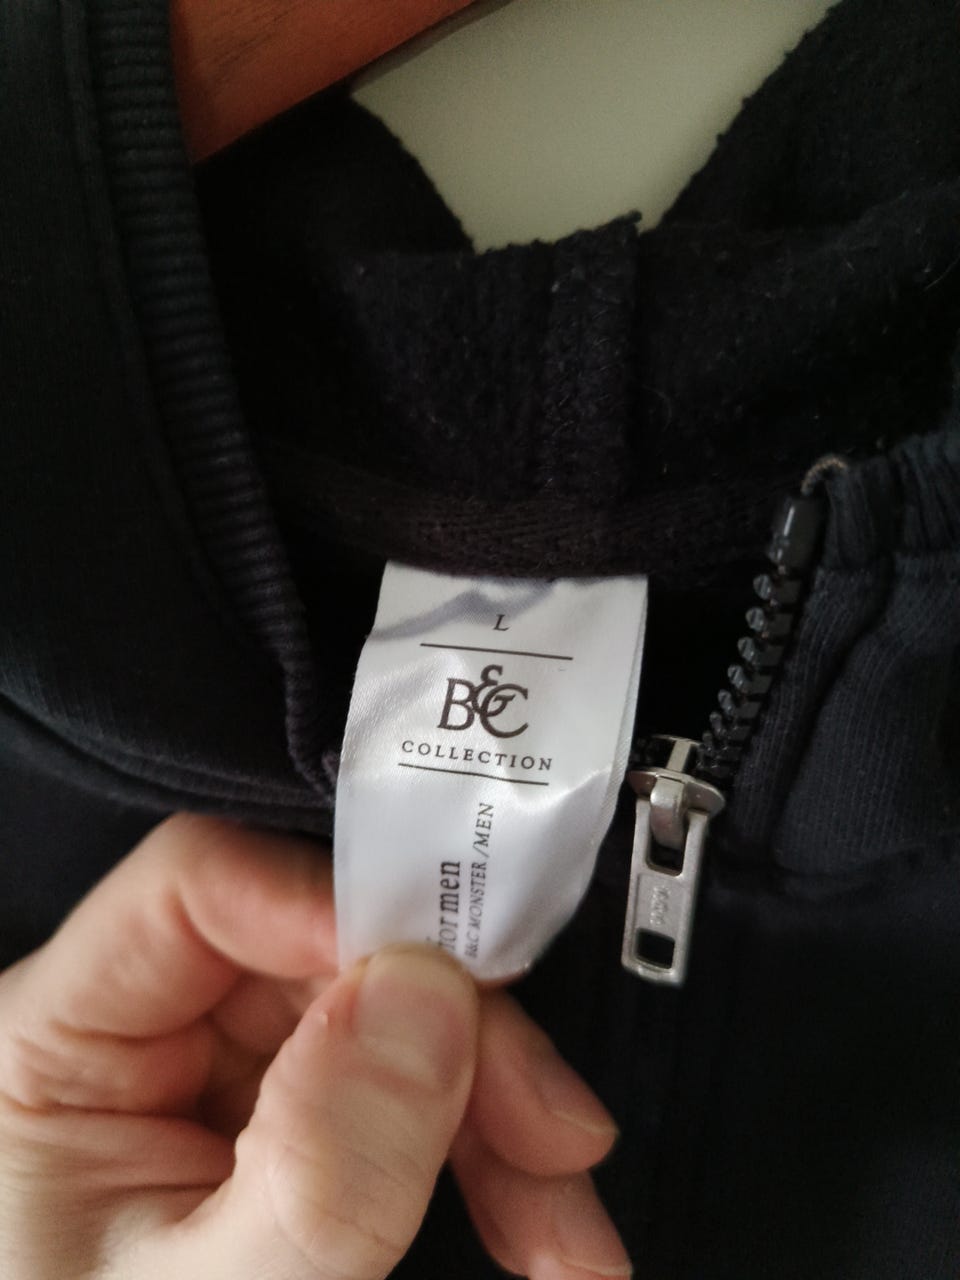 L
B&C
COLLECTION
for men
B&C MONSTER /MEN